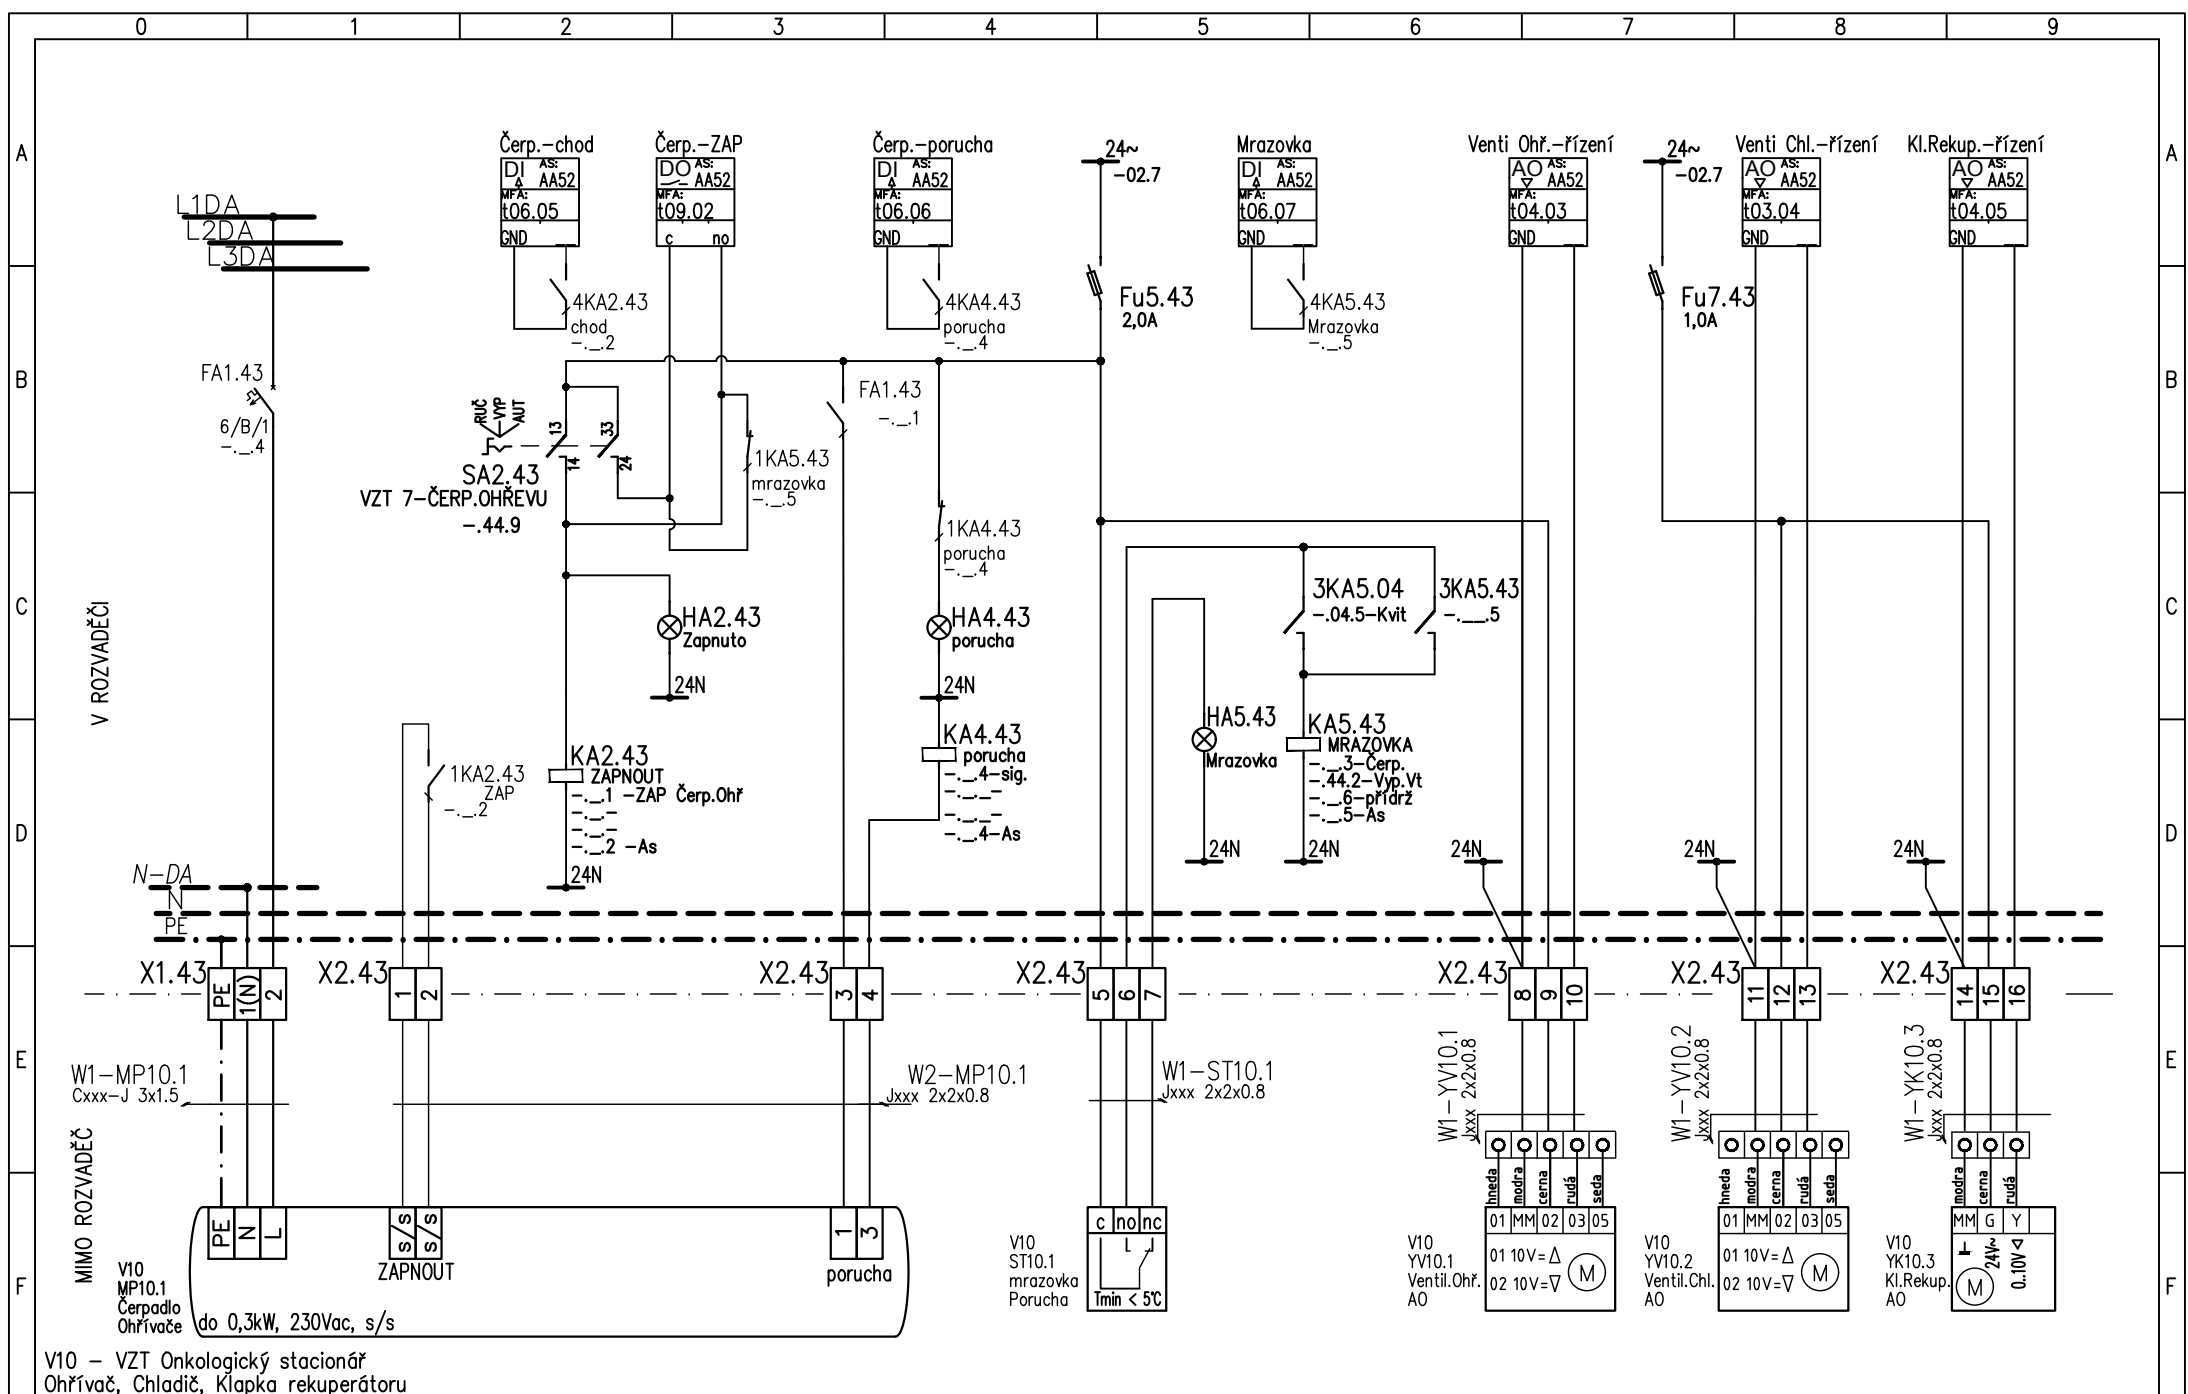 0 1 2 3 4 5 6 7 8 9
A A
B B
C C
D D
E E
F F
L1DA
L2DA
L3DA
FA1.43
6/B/1
-._.4
Čerp.-chod
DI AS:
AA52
MFA:
t06.05
GND
4KA2.43
chod
-._.2
Čerp.-ZAP
DO AS:
AA52
MFA:
t09.02
c no
Čerp.-porucha
DI AS:
AA52
MFA:
t06.06
GND
4KA4.43
porucha
-._.4
24~
-02.7
Fu5.43
2,0A
Mrazovka
DI AS:
AA52
MFA:
t06.07
GND
4KA5.43
Mrazovka
-._.5
Venti Ohř.-řízení
AO AS:
AA52
MFA:
t04.03
GND
24~
-02.7
Fu7.43
1,0A
Venti Chl.-řízení
AO AS:
AA52
MFA:
t03.04
GND
Kl.Rekup.-řízení
AO AS:
AA52
MFA:
t04.05
GND
RUČ
VYP
AUT
13
14
33
24
SA2.43
VZT 7-ČERP.OHŘEVU
-.44.9
1KA5.43
mrazovka
-._.5
FA1.43
-._.1
1KA4.43
porucha
-._.4
HA2.43
Zapnuto
24N
HA4.43
porucha
24N
3KA5.04
-.04.5-Kvit
3KA5.43
-.__.5
V ROZVADĚČI
1KA2.43
ZAP
-._.2
KA2.43
ZAPNOUT
-._.1 -ZAP Čerp.Ohř
-._.-
-._.-
-._.2 -As
24N
KA4.43
porucha
-._.4-sig.
-._._-
-._._-
-._.4-As
HA5.43
Mrazovka
24N
KA5.43
MRAZOVKA
-._.3-Čerp.
-.44.2-Vyp.Vt
-._.6-přídrž
-._.5-As
24N
24N
24N
24N
N-DA
N
PE
X1.43 PE 1(N) 2
X2.43 1 2
X2.43 3 4
X2.43 5 6 7
X2.43 8 9 10
X2.43 11 12 13
X2.43 14 15 16
W1-MP10.1
Cxxx-J 3x1.5
W2-MP10.1
Jxxx 2x2x0.8
W1-ST10.1
Jxxx 2x2x0.8
W1-YV10.1
Jxxx 2x2x0.8
W1-YV10.2
Jxxx 2x2x0.8
W1-YK10.3
Jxxx 2x2x0.8
MIMO ROZVADĚČ
hneda modra cerna rudá seda
hneda modra cerna rudá seda
modra cerna rudá
PE N L
s/s s/s
ZAPNOUT
1 3
porucha
V10
MP10.1
Čerpadlo
Ohřívače
do 0,3kW, 230Vac, s/s
c no nc
V10
ST10.1
mrazovka
Porucha
Tmin < 5°C
01 MM 02 03 05
V10
YV10.1
Ventil.Ohř.
AO
01 10V=△
02 10V=▽
M
01 MM 02 03 05
V10
YV10.2
Ventil.Chl.
AO
01 10V=△
02 10V=▽
M
MM G Y
V10
YK10.3
Kl.Rekup.
AO
24V~
0..10V
M
V10 - VZT Onkologický stacionář
Ohřívač, Chladič, Klapka rekuperátoru